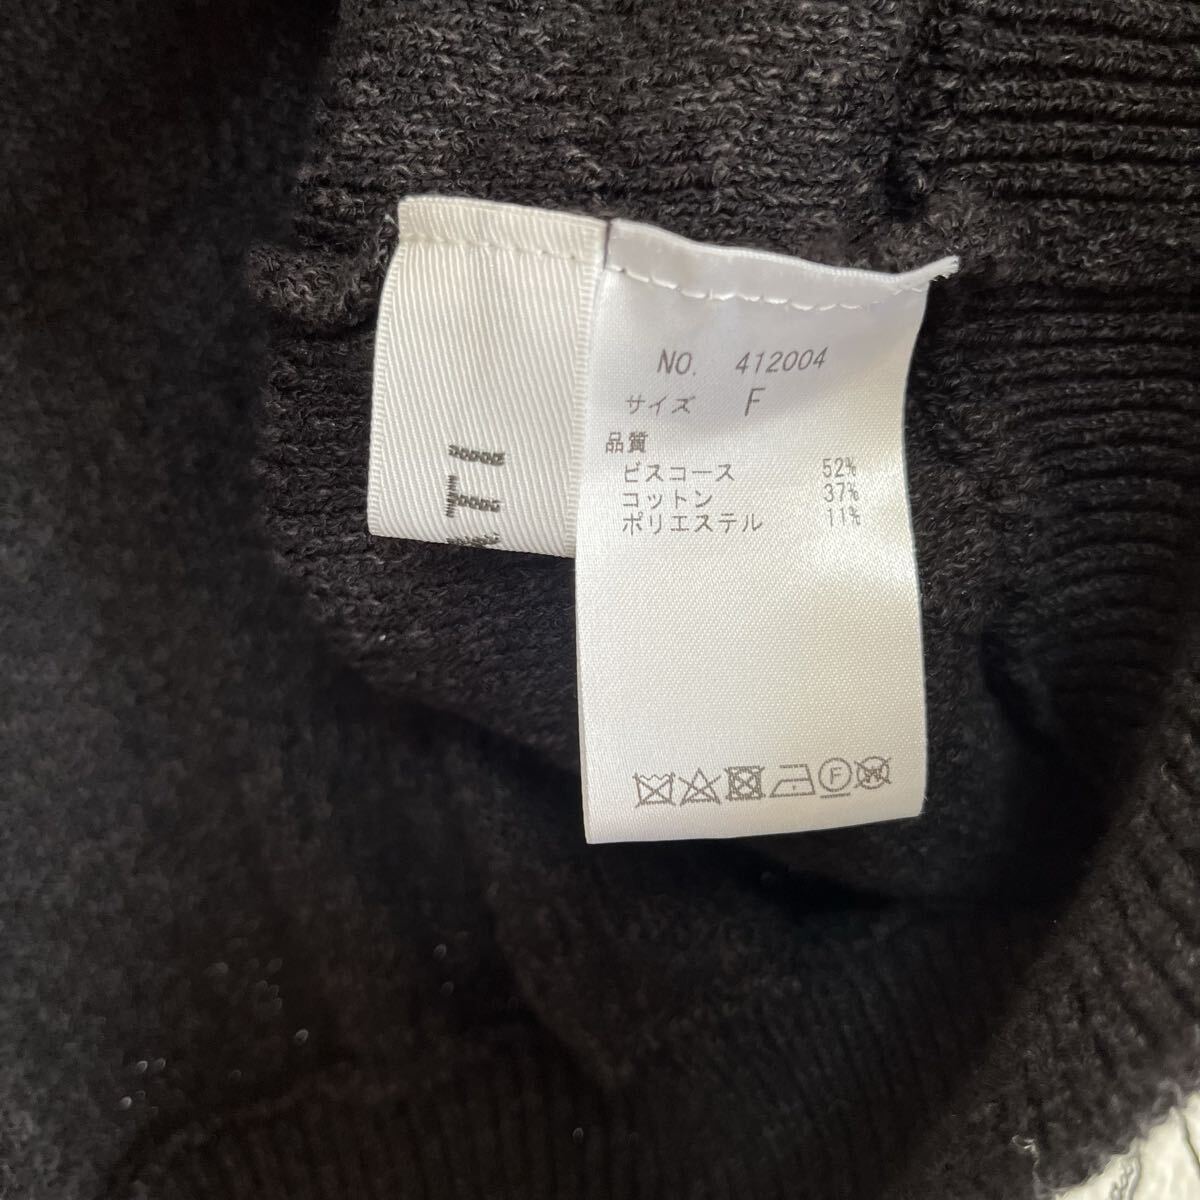 NO. 412004
サイズ F
品質
ビスコース 52%
コットン 37%
ポリエステル 11%
F
W